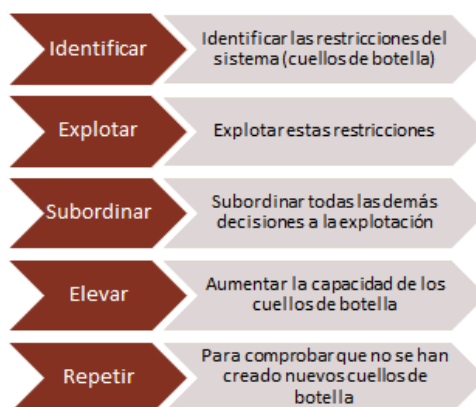 Identificar
Identificar las restricciones del
sistema (cuellos de botella)
Explotar
Explotar estas restricciones
Subordinar
Subordinar todas las demás
decisiones a la explotación
Elevar
Aumentar la capacidad de los
cuellos de botella
Repetir
Para comprobar que no se han
creado nuevos cuellos de
botella